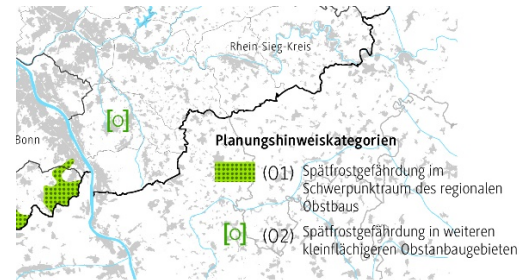 Rhein-Sieg-Kreis
[O]
Bonn
Planungshinweiskategorien
(O1) Spätfrostgefährdung im
Schwerpunktraum des regionalen
Obstbaus
[O] (O2) Spätfrostgefährdung in weiteren
kleinflächigeren Obstanbaugebieten